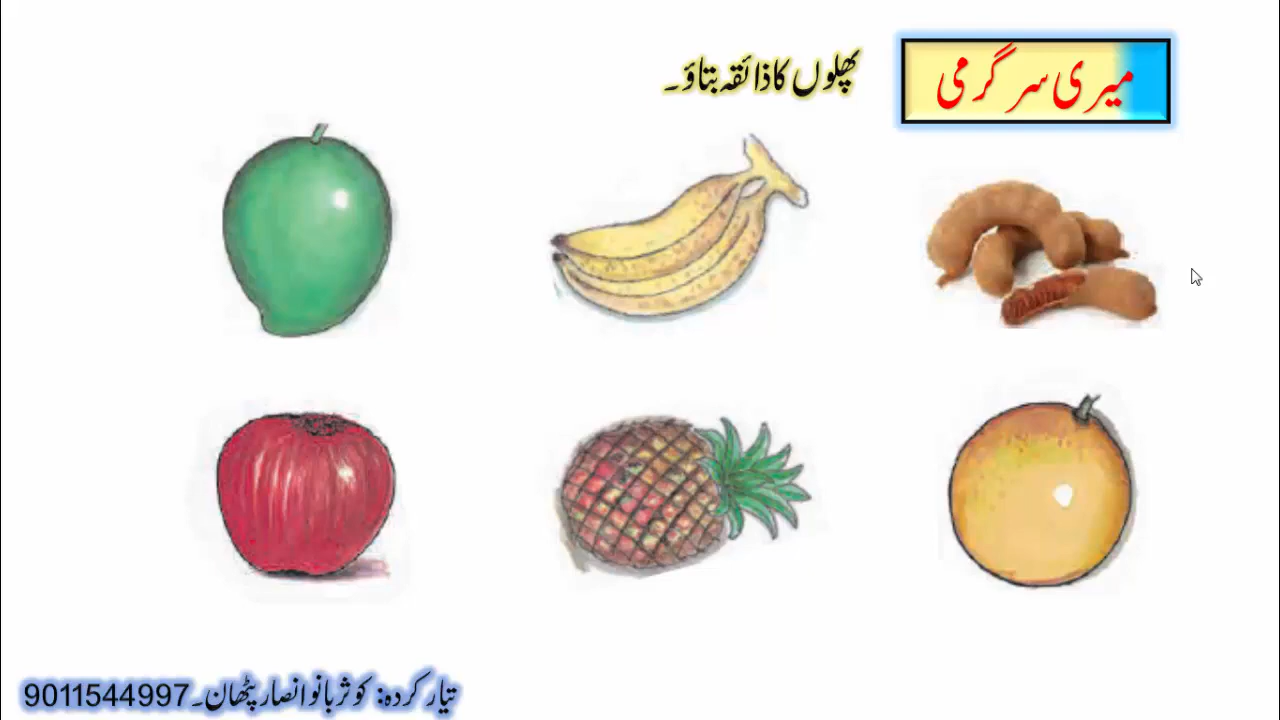 میری سرگرمی
پھلوں کا ذائقہ بتاؤ۔
تیار کردہ: کوثر بانو انصار پٹھان۔9011544997